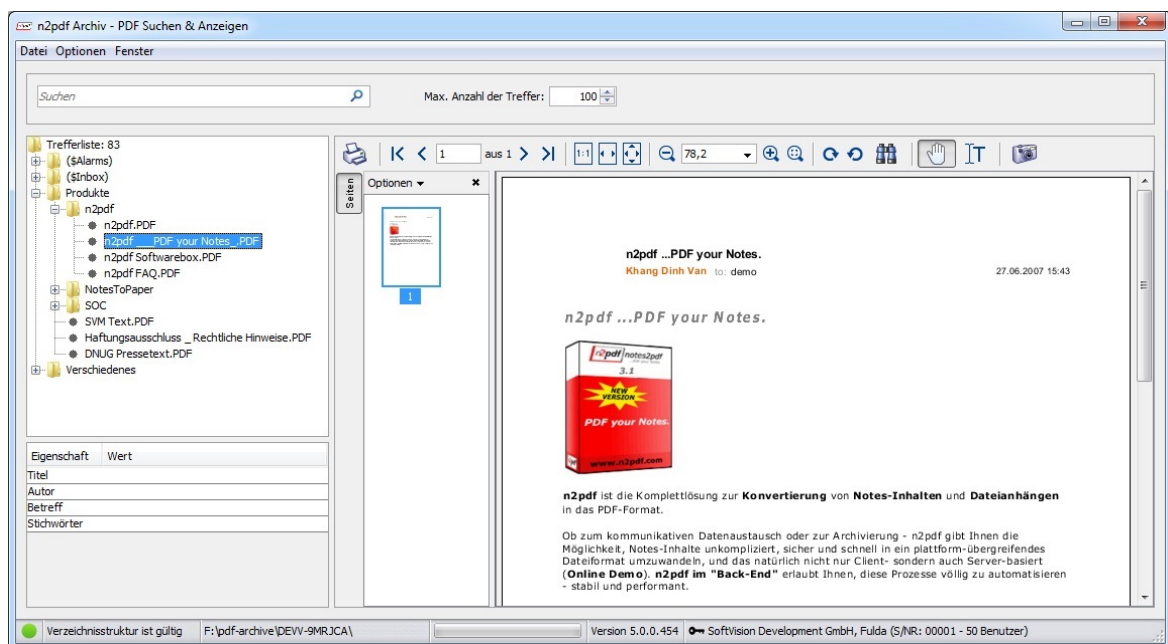 n2pdf Archiv - PDF Suchen & Anzeigen
Datei Optionen Fenster
Suchen
Max. Anzahl der Treffer: 100
Trefferliste: 83
($Alarms)
($Inbox)
Produkte
n2pdf
n2pdf.PDF
n2pdf___PDF your Notes_.PDF
n2pdf Softwarebox.PDF
n2pdf FAQ.PDF
NotesToPaper
SOC
SVM Text.PDF
Haftungsausschluss _ Rechtliche Hinweise.PDF
DNUG Pressetext.PDF
Verschiedenes
Eigenschaft Wert
Titel
Autor
Betreff
Stichwörter
1 aus 1
1:1
78,2
T
Seiten
Optionen
1
n2pdf ...PDF your Notes.
Khang Dinh Van to: demo 27.06.2007 15:43
n2pdf ...PDF your Notes.
n2pdf notes2pdf
3.1
NEW
VERSION
PDF your Notes.
www.n2pdf.com
n2pdf ist die Komplettlösung zur Konvertierung von Notes-Inhalten und Dateianhängen
in das PDF-Format.
Ob zum kommunikativen Datenaustausch oder zur Archivierung - n2pdf gibt Ihnen die
Möglichkeit, Notes-Inhalte unkompliziert, sicher und schnell in ein plattform-übergreifendes
Dateiformat umzuwandeln, und das natürlich nicht nur Client- sondern auch Server-basiert
(Online Demo). n2pdf im "Back-End" erlaubt Ihnen, diese Prozesse völlig zu automatisieren
- stabil und performant.
Verzeichnisstruktur ist gültig F:\pdf-archive\DEVV-9MRJCA\ Version 5.0.0.454 SoftVision Development GmbH, Fulda (S/NR: 00001 - 50 Benutzer)